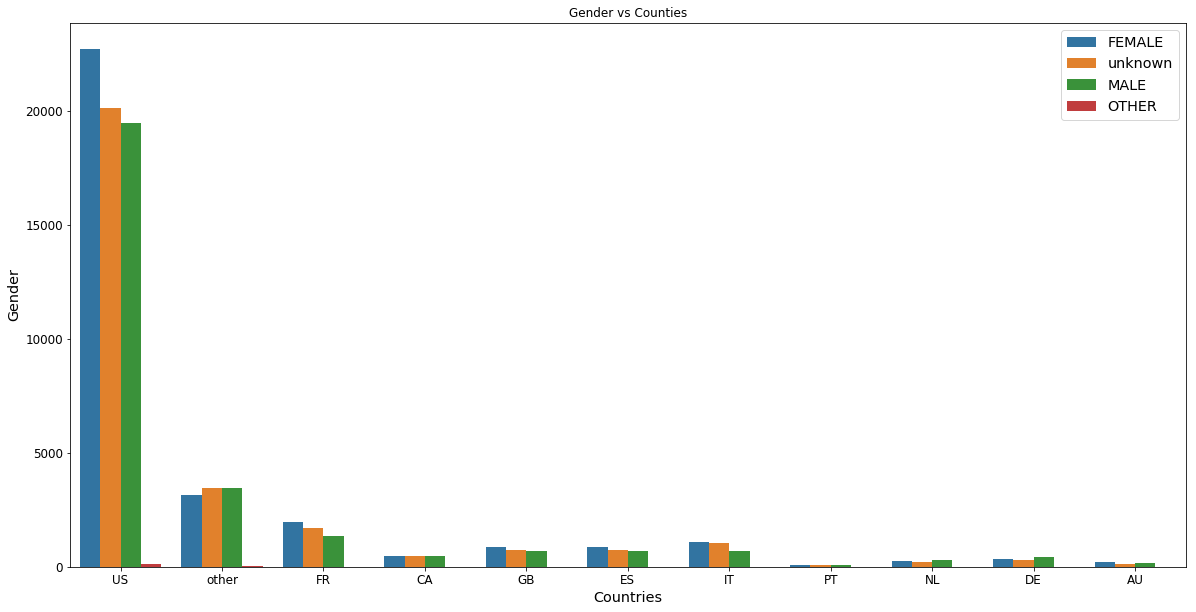 Gender vs Counties
FEMALE
unknown
MALE
OTHER
20000
15000
10000
5000
0
Gender
US other FR CA GB ES IT PT NL DE AU
Countries